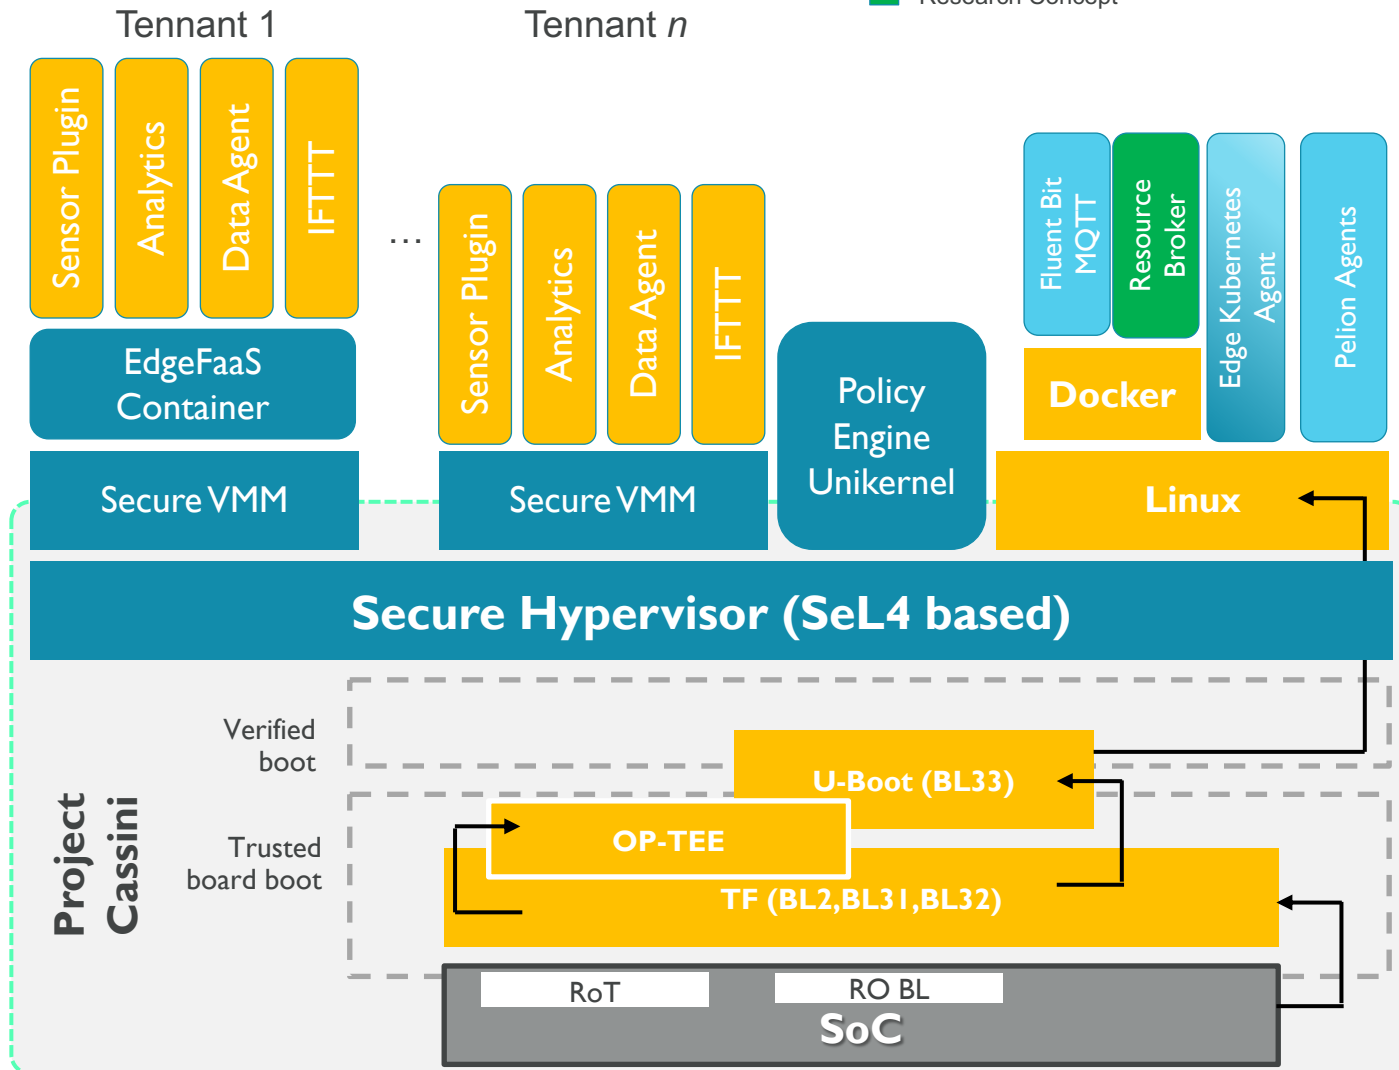 Research Concept
Tennant 1
Tennant n
Sensor Plugin
Analytics
Data Agent
IFTTT
...
Sensor Plugin
Analytics
Data Agent
IFTTT
Fluent Bit
MQTT
Resource
Broker
Edge Kubernetes
Agent
Pelion Agents
EdgeFaaS
Container
Policy
Engine
Unikernel
Docker
Secure VMM
Secure VMM
Linux
Secure Hypervisor (SeL4 based)
Verified
boot
U-Boot (BL33)
Project
Cassini
Trusted
board boot
OP-TEE
TF (BL2,BL31,BL32)
RoT
RO BL
SoC